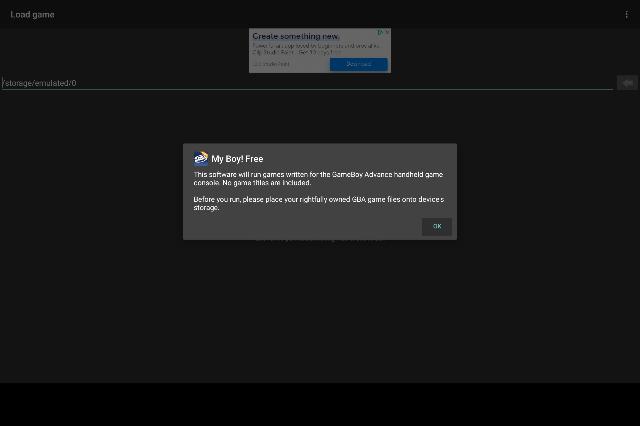 Load game
Create something new.
Download
/storage/emulated/0
My Boy! Free
This software will run games written for the GameBoy Advance handheld game
console. No game titles are included.
Before you run, please place your rightfully owned GBA game files onto device's
storage.
OK